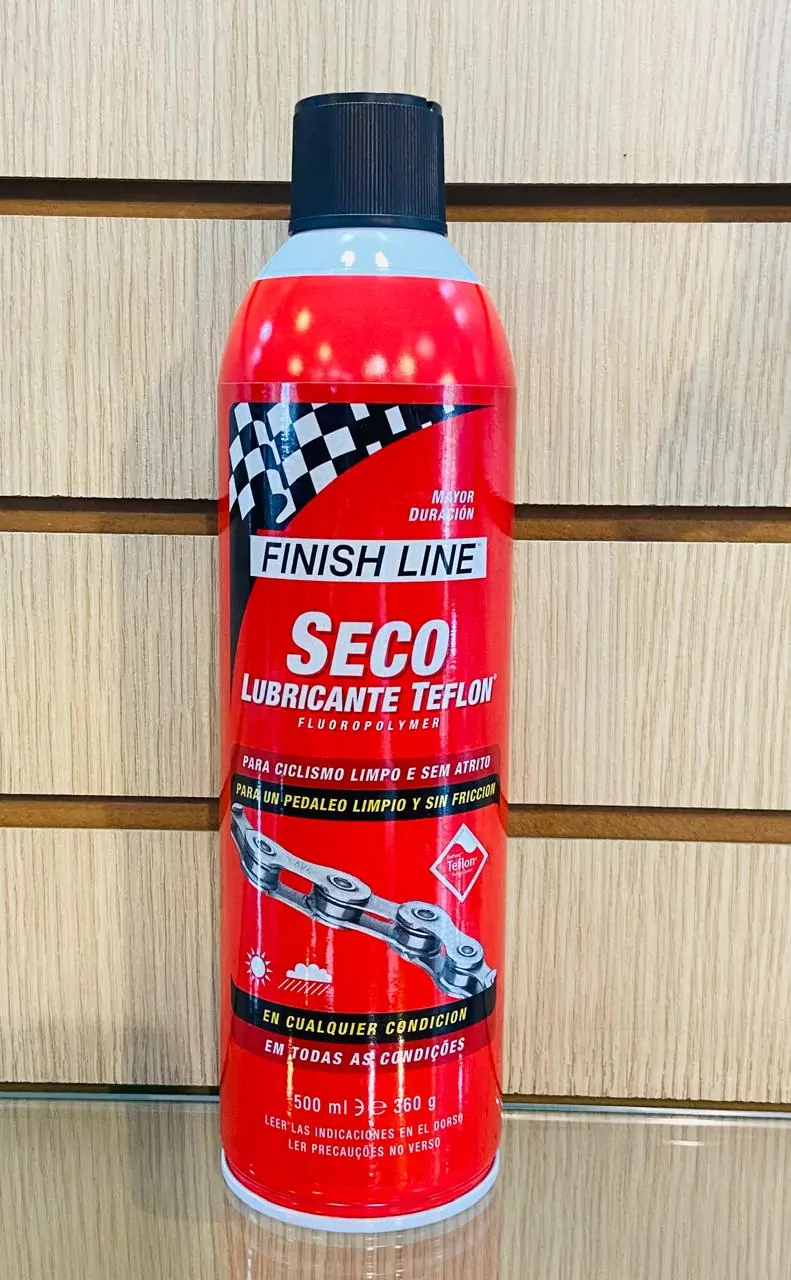 MAYOR
DURACIÓN
FINISH LINE™
SECO
LUBRICANTE TEFLON®
FLUOROPOLYMER
PARA CICLISMO LIMPO E SEM ATRITO
PARA UN PEDALEO LIMPIO Y SIN FRICCION
Teflon
EN CUALQUIER CONDICION
EM TODAS AS CONDIÇÕES
500 ml 360 g
LEER LAS INDICACIONES EN EL DORSO
LER PRECAUÇÕES NO VERSO